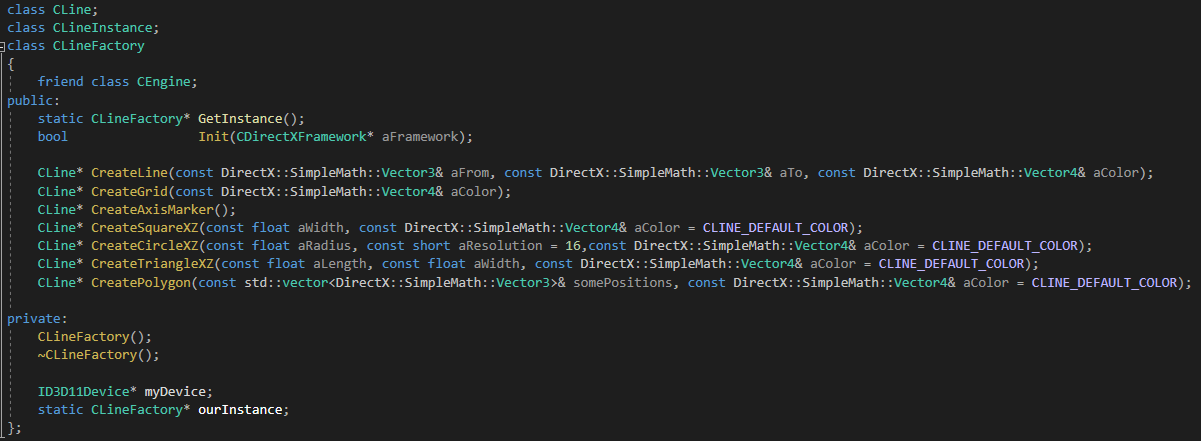 class CLine;
class CLineInstance;
class CLineFactory
{
    friend class CEngine;
public:
    static CLineFactory* GetInstance();
    bool                 Init(CDirectXFramework* aFramework);

    CLine* CreateLine(const DirectX::SimpleMath::Vector3& aFrom, const DirectX::SimpleMath::Vector3& aTo, const DirectX::SimpleMath::Vector4& aColor);
    CLine* CreateGrid(const DirectX::SimpleMath::Vector4& aColor);
    CLine* CreateAxisMarker();
    CLine* CreateSquareXZ(const float aWidth, const DirectX::SimpleMath::Vector4& aColor = CLINE_DEFAULT_COLOR);
    CLine* CreateCircleXZ(const float aRadius, const short aResolution = 16,const DirectX::SimpleMath::Vector4& aColor = CLINE_DEFAULT_COLOR);
    CLine* CreateTriangleXZ(const float aLength, const float aWidth, const DirectX::SimpleMath::Vector4& aColor = CLINE_DEFAULT_COLOR);
    CLine* CreatePolygon(const std::vector<DirectX::SimpleMath::Vector3>& somePositions, const DirectX::SimpleMath::Vector4& aColor = CLINE_DEFAULT_COLOR);

private:
    CLineFactory();
    ~CLineFactory();

    ID3D11Device* myDevice;
    static CLineFactory* ourInstance;
};